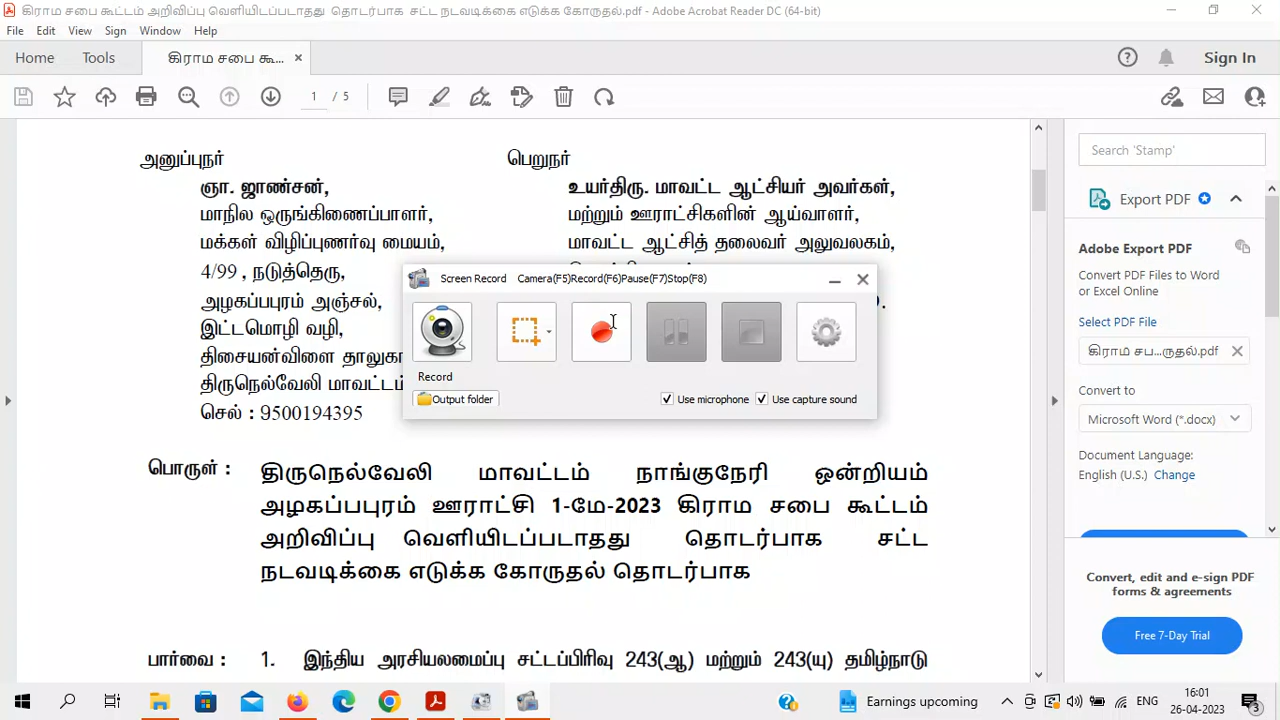 கிராம சபை கூட்டம் அறிவிப்பு வெளியிடப்படாதது தொடர்பாக சட்ட நடவடிக்கை எடுக்க கோருதல்.pdf - Adobe Acrobat Reader DC (64-bit)
File Edit View Sign Window Help
Home Tools கிராம சபை கூ... × Sign In
1 / 5
அனுப்புநர்
ஞா. ஜாண்சன்,
மாநில ஒருங்கிணைப்பாளர்,
மக்கள் விழிப்புணர்வு மையம்,
4/99 , நடுத்தெரு,
அழகப்பபுரம் அஞ்சல்,
இட்டமொழி வழி,
திசையன்விளை தாலுகா
திருநெல்வேலி மாவட்டம்
செல் : 9500194395
பெறுநர்
உயர்திரு. மாவட்ட ஆட்சியர் அவர்கள்,
மற்றும் ஊராட்சிகளின் ஆய்வாளர்,
மாவட்ட ஆட்சித் தலைவர் அலுவலகம்,
Screen Record Camera(F5)Record(F6)Pause(F7)Stop(F8)
Record
Output folder
Use microphone Use capture sound
பொருள் : திருநெல்வேலி மாவட்டம் நாங்குநேரி ஒன்றியம்
அழகப்பபுரம் ஊராட்சி 1-மே-2023 கிராம சபை கூட்டம்
அறிவிப்பு வெளியிடப்படாதது தொடர்பாக சட்ட
நடவடிக்கை எடுக்க கோருதல் தொடர்பாக
பார்வை : 1. இந்திய அரசியலமைப்பு சட்டப்பிரிவு 243(ஆ) மற்றும் 243(யு) தமிழ்நாடு
Search 'Stamp'
Export PDF
Adobe Export PDF
Convert PDF Files to Word
or Excel Online
Select PDF File
கிராம சப...ருதல்.pdf
Convert to
Microsoft Word (*.docx)
Document Language:
English (U.S.) Change
Convert, edit and e-sign PDF
forms & agreements
Free 7-Day Trial
Earnings upcoming
ENG
16:01
26-04-2023
3